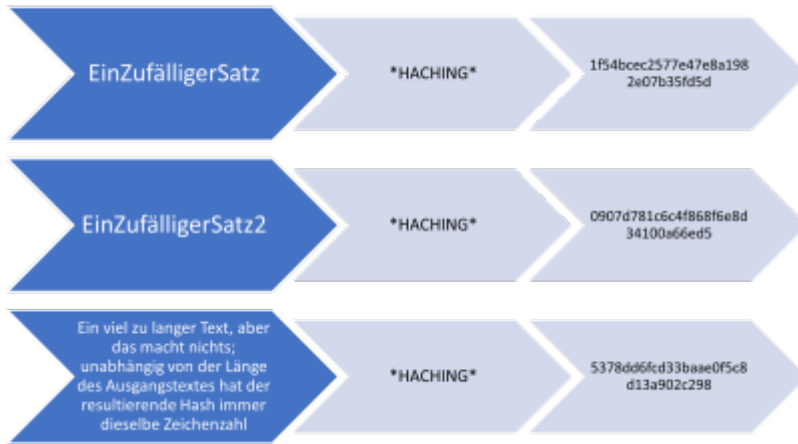 EinZufälligerSatz
*HACHING*
1f54bcec2577e47e8a198
2e07b35fd5d
EinZufälligerSatz2
*HACHING*
0907d781c6c4f868f6e8d
34100a66ed5
Ein viel zu langer Text, aber
das macht nichts;
unabhängig von der Länge
des Ausgangstextes hat der
resultierende Hash immer
dieselbe Zeichenzahl
*HACHING*
5378dd6fcd33baae0f5c8
d13a902c298